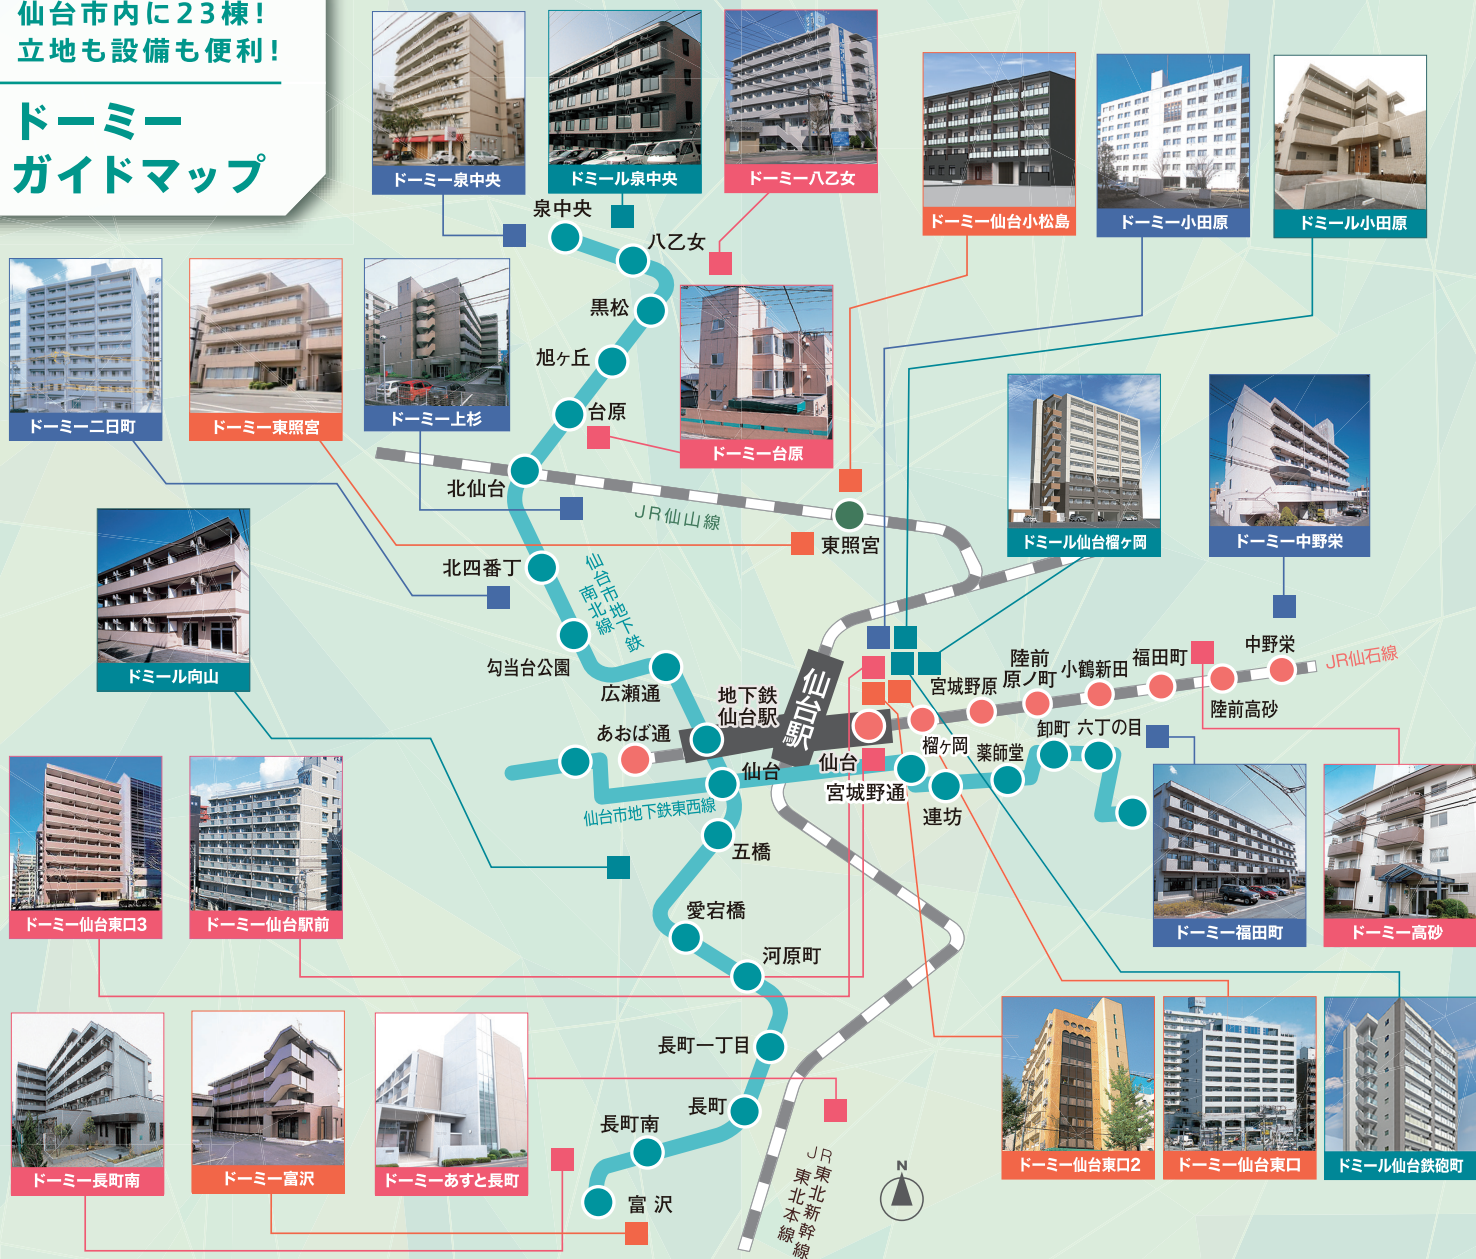 仙台市内に23棟!
立地も設備も便利!
ドーミー
ガイドマップ
ドーミー泉中央
ドミール泉中央
ドーミー八乙女
ドーミー仙台小松島
ドーミー小田原
ドミール小田原
泉中央
八乙女
黒松
旭ヶ丘
台原
ドーミー二日町
ドーミー東照宮
ドーミー上杉
ドーミー台原
北仙台
JR仙山線
東照宮
ドミール仙台榴ヶ岡
ドーミー中野栄
北四番丁
仙台市地下鉄
南北線
勾当台公園
広瀬通
ドミール向山
地下鉄
仙台駅
あおば通
仙台駅
仙台
仙台
宮城野通
榴ヶ岡
宮城野原
陸前
原ノ町
小鶴新田
福田町
陸前高砂
中野栄
JR仙石線
仙台市地下鉄東西線
連坊
薬師堂
卸町
六丁の目
五橋
愛宕橋
河原町
長町一丁目
長町
長町南
富沢
ドーミー仙台東口3
ドーミー仙台駅前
ドーミー福田町
ドーミー高砂
ドーミー長町南
ドーミー富沢
ドーミーあすと長町
JR東北新幹線
東北本線
N
ドーミー仙台東口2
ドーミー仙台東口
ドミール仙台鉄砲町